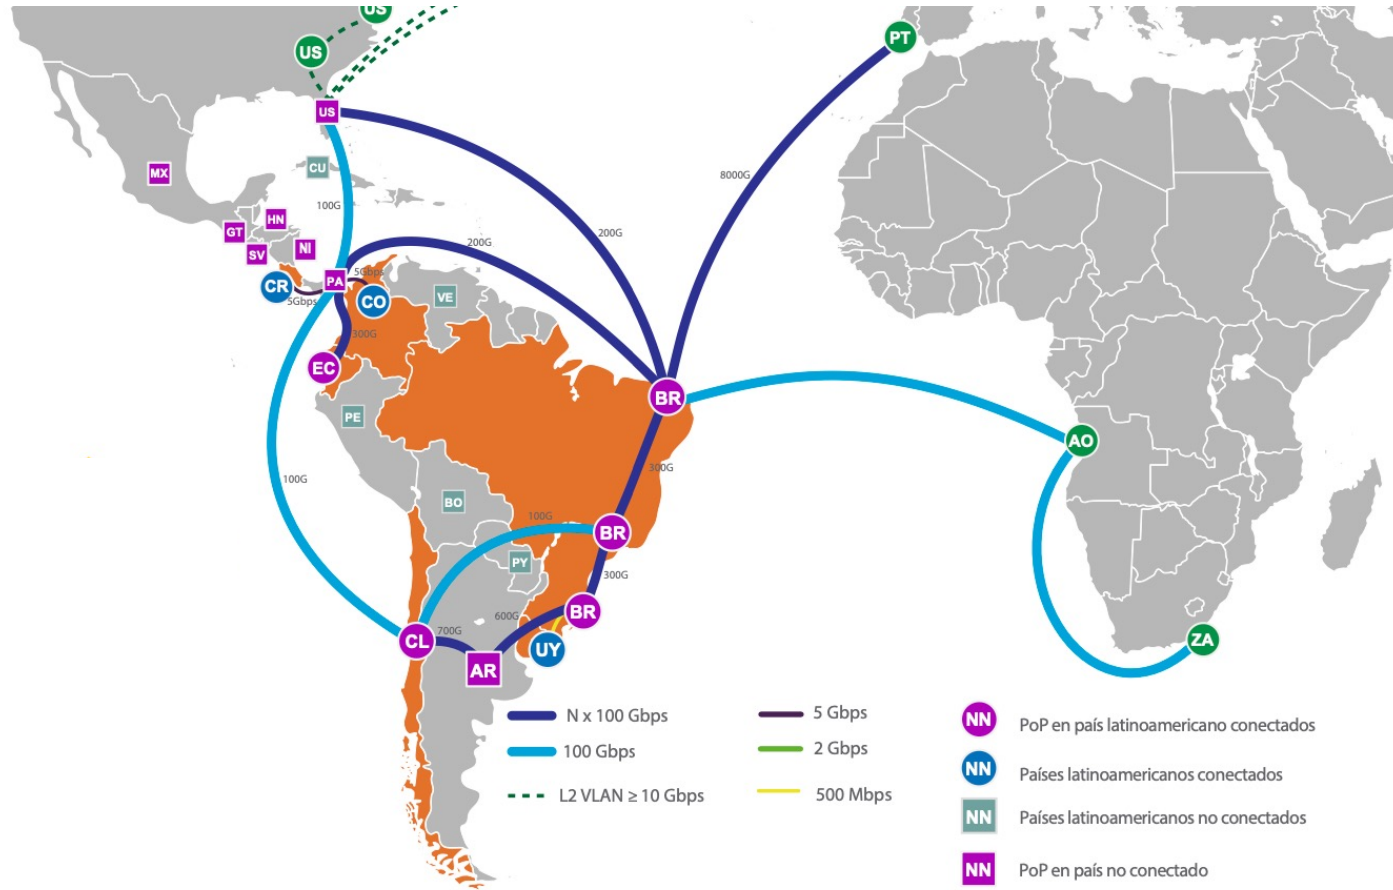 US
US
PT
US
CU
MX
8000G
100G
HN
GT
NI
200G
200G
SV
5Gbps
PA
CR
CO
VE
5Gbps
300G
EC
BR
PE
AO
300G
100G
BO
100G
BR
PY
300G
BR
600G
700G
CL
ZA
UY
AR
N x 100 Gbps
5 Gbps
NN PoP en país latinoamericano conectados
100 Gbps
2 Gbps
NN Países latinoamericanos conectados
L2 VLAN ≥ 10 Gbps
500 Mbps
NN Países latinoamericanos no conectados
NN PoP en país no conectado